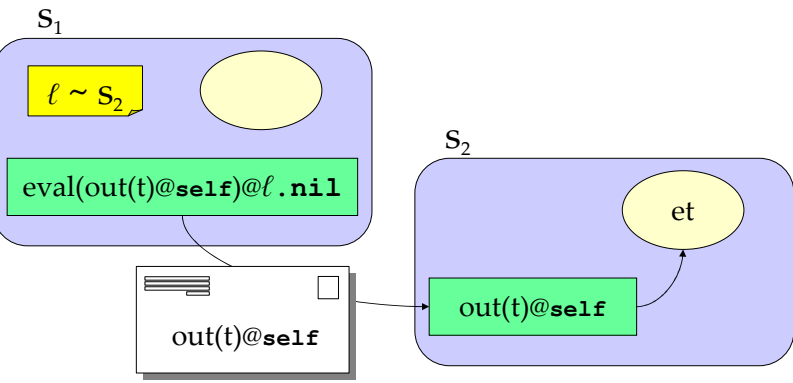 S₁
ℓ ~ S₂
eval(out(t)@self)@ℓ.nil
out(t)@self
S₂
et
out(t)@self